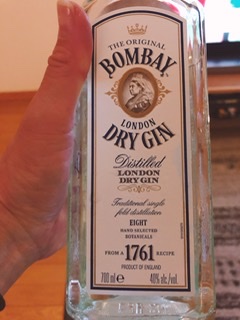 THE ORIGINAL
BOMBAY
LONDON
DRY GIN
Distilled
LONDON
DRY GIN
Traditional single
fold distillation
EIGHT
HAND SELECTED
BOTANICALS
FROM A 1761 RECIPE
PRODUCT OF ENGLAND
700 ml e 40% alc./vol.